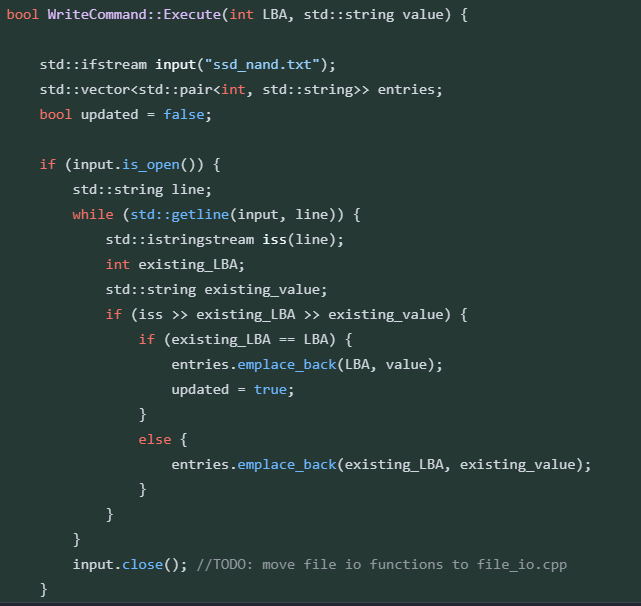 bool WriteCommand::Execute(int LBA, std::string value) {
    std::ifstream input("ssd_nand.txt");
    std::vector<std::pair<int, std::string>> entries;
    bool updated = false;
    if (input.is_open()) {
        std::string line;
        while (std::getline(input, line)) {
            std::istringstream iss(line);
            int existing_LBA;
            std::string existing_value;
            if (iss >> existing_LBA >> existing_value) {
                if (existing_LBA == LBA) {
                    entries.emplace_back(LBA, value);
                    updated = true;
                }
                else {
                    entries.emplace_back(existing_LBA, existing_value);
                }
            }
        }
        input.close(); //TODO: move file io functions to file_io.cpp
    }